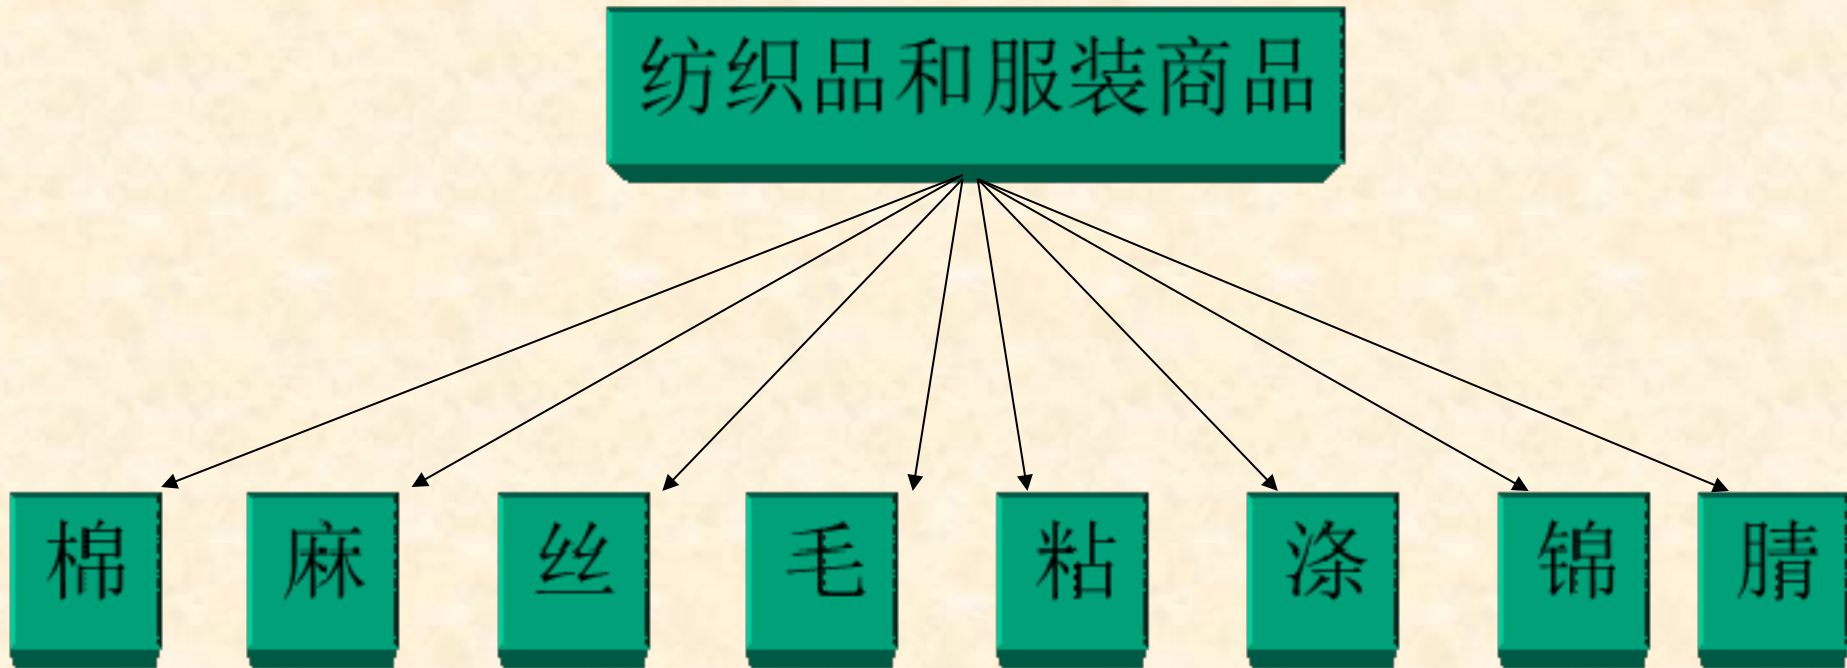 纺织品和服装商品
棉 麻 丝 毛 粘 涤 锦 腈